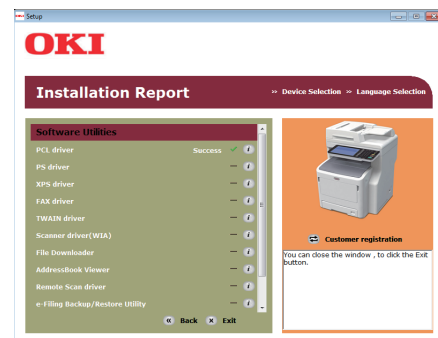 Setup
OKI
Installation Report
» Device Selection » Language Selection
Software Utilities
PCL driver Success
PS driver
XPS driver
FAX driver
TWAIN driver
Scanner driver(WIA)
File Downloader
AddressBook Viewer
Remote Scan driver
e-Filing Backup/Restore Utility
« Back × Exit
Customer registration
You can close the window , to click the Exit
button.